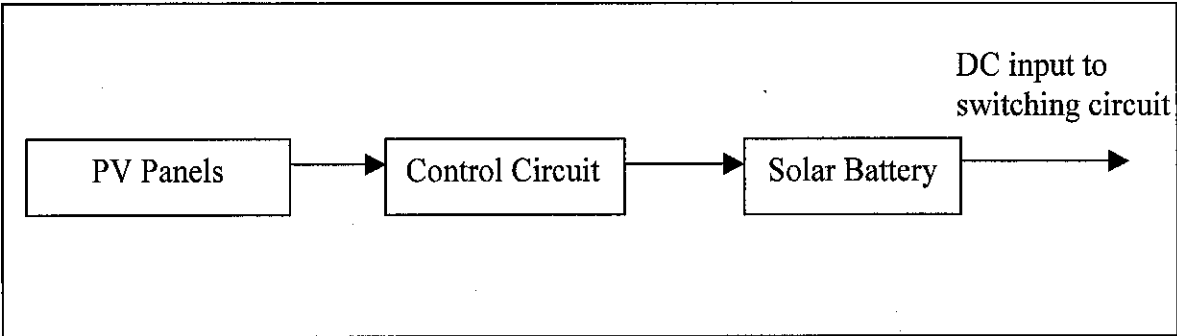 DC input to
switching circuit
PV Panels
Control Circuit
Solar Battery